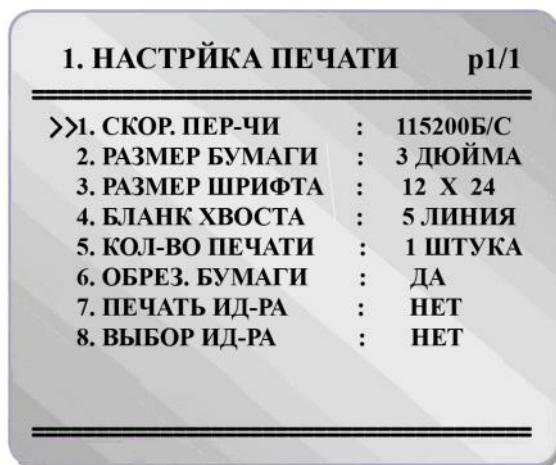 1. НАСТРЙКА ПЕЧАТИ p1/1
>>1. СКОР. ПЕР-ЧИ : 115200Б/С
2. РАЗМЕР БУМАГИ : 3 ДЮЙМА
3. РАЗМЕР ШРИФТА : 12 X 24
4. БЛАНК ХВОСТА : 5 ЛИНИЯ
5. КОЛ-ВО ПЕЧАТИ : 1 ШТУКА
6. ОБРЕЗ. БУМАГИ : ДА
7. ПЕЧАТЬ ИД-РА : НЕТ
8. ВЫБОР ИД-РА : НЕТ